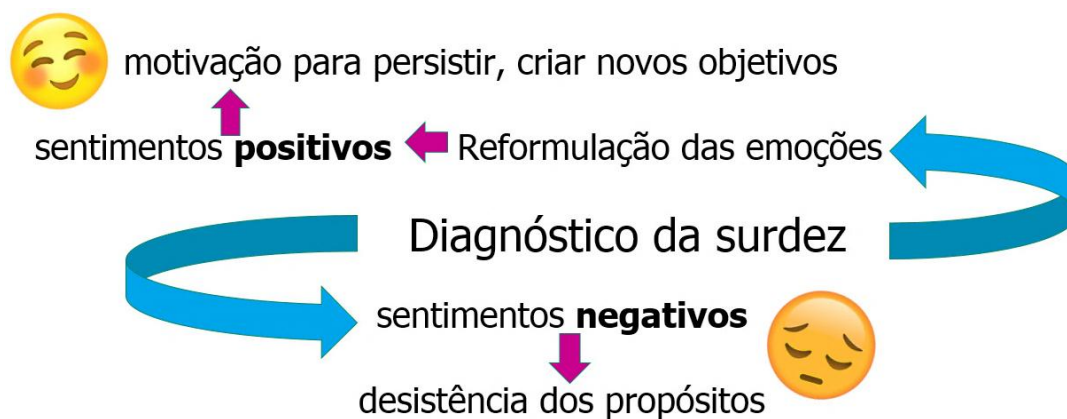 motivação para persistir, criar novos objetivos
sentimentos positivos Reformulação das emoções
Diagnóstico da surdez
sentimentos negativos
desistência dos propósitos